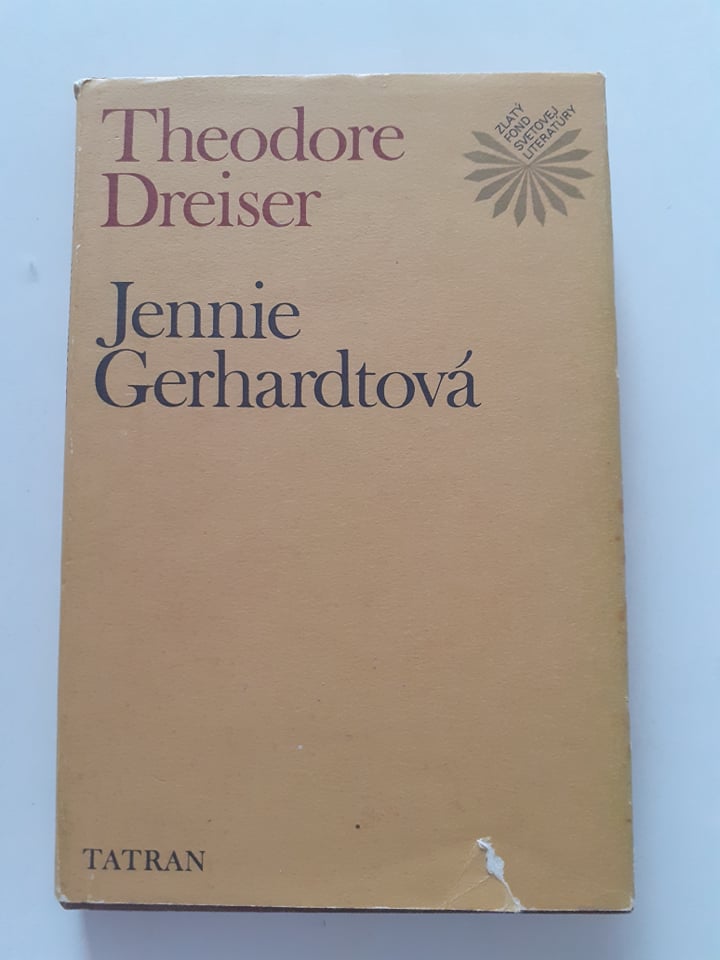 Theodore
Dreiser
ZLATÝ
FOND
SVETOVEJ
LITERATÚRY
Jennie
Gerhardtová
TATRAN